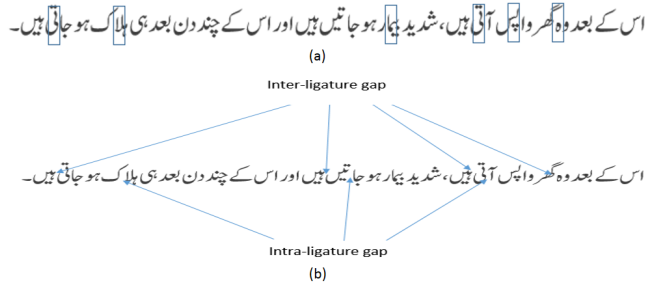 اس کے بعد وہ گھر واپس آتی ہیں، شدید بیمار ہو جاتیں ہیں اور اس کے چند دن بعد ہی ہلاک ہو جاتی ہیں۔
(a)
Inter-ligature gap
اس کے بعد وہ گھر واپس آتی ہیں، شدید بیمار ہو جاتیں ہیں اور اس کے چند دن بعد ہی ہلاک ہو جاتی ہیں۔
Intra-ligature gap
(b)